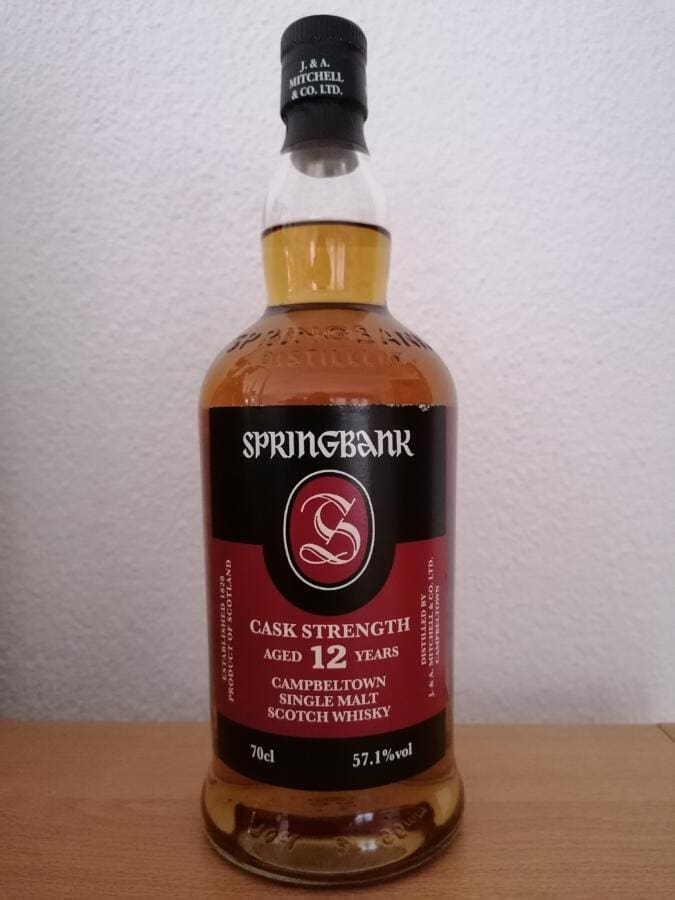 J. & A.
MITCHELL
& CO. LTD.
SPRINGBANK
DISTILLERY
SPRINGBANK
S
ESTABLISHED 1828
PRODUCT OF SCOTLAND
CASK STRENGTH
AGED 12 YEARS
CAMPBELTOWN
SINGLE MALT
SCOTCH WHISKY
DISTILLED BY
J. & A. MITCHELL & CO. LTD.
CAMPBELTOWN
70cl 57.1%vol